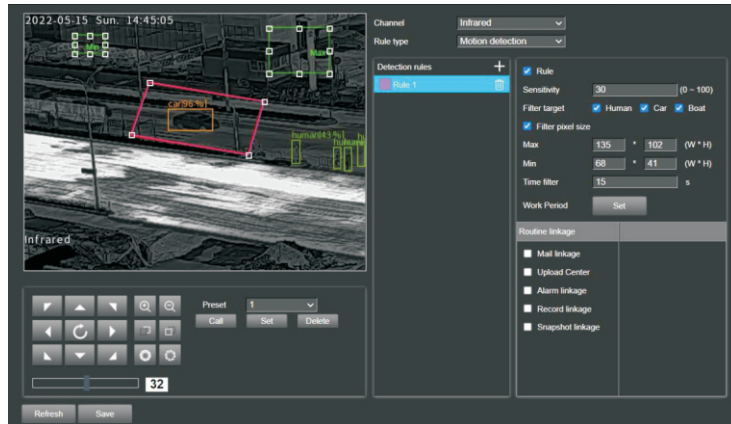 2022-05-15 Sun. 14:45:05
Min
Max
car[96 %]
human[43 %]
Infrared
Channel
Infrared
Rule type
Motion detection
Detection rules
Rule 1
Rule
Sensitivity
30
(0 ~ 100)
Filter target
Human
Car
Boat
Filter pixel size
Max
135 * 102 (W * H)
Min
68 * 41 (W * H)
Time filter
15 s
Work Period
Set
Routine linkage
Mail linkage
Upload Center
Alarm linkage
Record linkage
Snapshot linkage
Preset
1
Call
Set
Delete
32
Refresh
Save